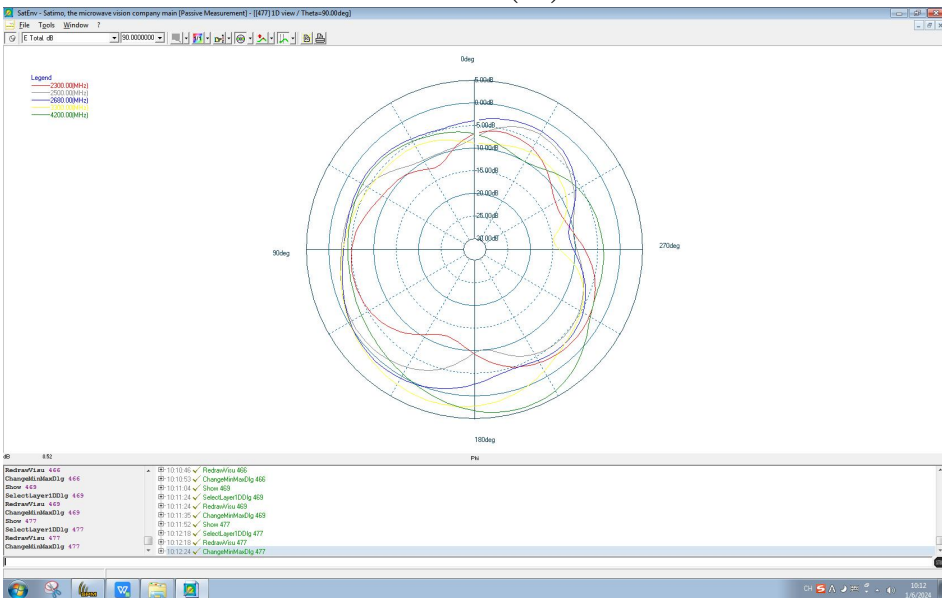 SatEnv - Satimo, the microwave vision company main [Passive Measurement] - [[477] 1D view / Theta=90.00deg]
File Tools Window ?
E Total dB 90.0000000
Legend
2300.00(MHz)
2500.00(MHz)
2680.00(MHz)
4200.00(MHz)
0deg
5.00dB
0.00dB
-5.00dB
-10.00dB
-15.00dB
-20.00dB
-25.00dB
-30.00dB
90deg
270deg
180deg
dB
Phi
RedrawVisu 466
ChangeMinMaxDlg 466
Show 469
SelectLayer1DDlg 469
RedrawVisu 469
ChangeMinMaxDlg 469
Show 477
SelectLayer1DDlg 477
RedrawVisu 477
ChangeMinMaxDlg 477
10:10:46 RedrawVisu 466
10:10:53 ChangeMinMaxDlg 466
10:11:04 Show 469
10:11:24 SelectLayer1DDlg 469
10:11:24 RedrawVisu 469
10:11:35 ChangeMinMaxDlg 469
10:11:52 Show 477
10:12:18 SelectLayer1DDlg 477
10:12:18 RedrawVisu 477
10:12:24 ChangeMinMaxDlg 477
CH
10:12
1/6/2024